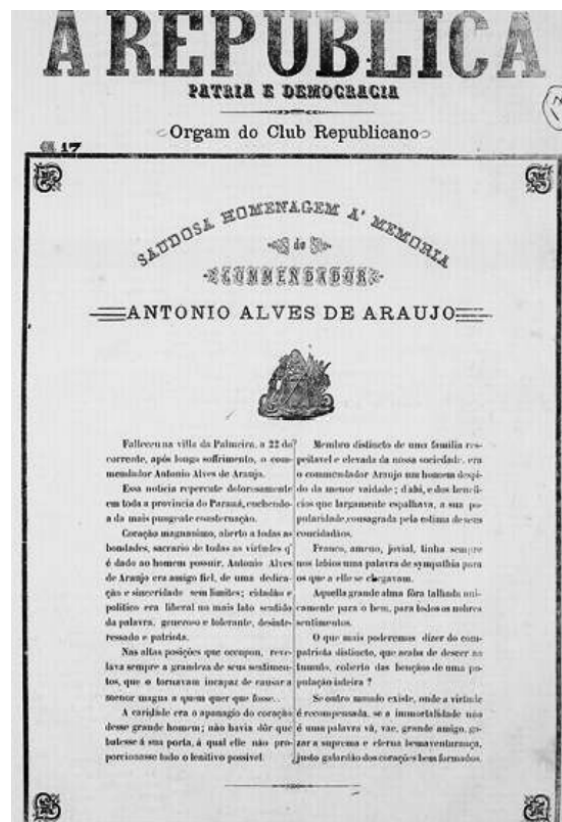 A REPUBLICA
PATRIA E DEMOCRACIA
Orgam do Club Republicano
17
SAUDOSA HOMENAGEM A' MEMORIA
do
COMMENDADOR
ANTONIO ALVES DE ARAUJO
Falleceu na villa da Palmeira, a 22 do
corrente, após longo soffrimento, o com-
mendador Antonio Alves de Araujo.
Essa noticia repercute dolorosamente
em toda a provincia do Paraná, enchendo-
a da mais pungente consternação.
Coração magnanimo, aberto a todas as
bondades, sacrario de todas as virtudes q'
é dado ao homem possuir, Antonio Alves
de Araujo era amigo fiel, de uma dedica-
ção e sinceridade sem limites; cidadão e
politico era liberal no mais lato sentido
da palavra, generoso e tolerante, desinte-
ressado e patriota.
Nas altas posições que occupou, reve-
lava sempre a grandeza de seus sentimen-
tos, que o tornavam incapaz de causar a
menor magua a quem quer que fosse..
A caridade era o apanagio do coração
desse grande homem; não havia dôr que
batesse á sua porta, á qual elle não pro-
porcionasse todo o lenitivo possivel
Membro distincto de uma familia res-
peitavel e elevada da nossa sociedade, era
o commendador Araujo um homem despi-
do da menor vaidade; d'ahi, e dos benefi-
cios que largamente espalhava, a sua po-
pularidade, consagrada pela estima de seus
concidadãos.
Franco, ameno, jovial, tinha sempre
nos labios uma palavra de sympathia para
os que a elle se chegavam.
Aquella grande alma fôra talhada uni-
camente para o bem, para todos os nobres
sentimentos.
O que mais poderemos dizer do com-
patriota distincto, que acaba de descer ao
tumulo, coberto das bençãos de uma po-
pulação inteira ?
Se outro mundo existe, onde a virtude
é recompensada, se a immortalidade não
é uma palavra vã, vae, grande amigo, go-
zar a suprema e eterna bemaventurança,
justo galardão dos corações bem formados.